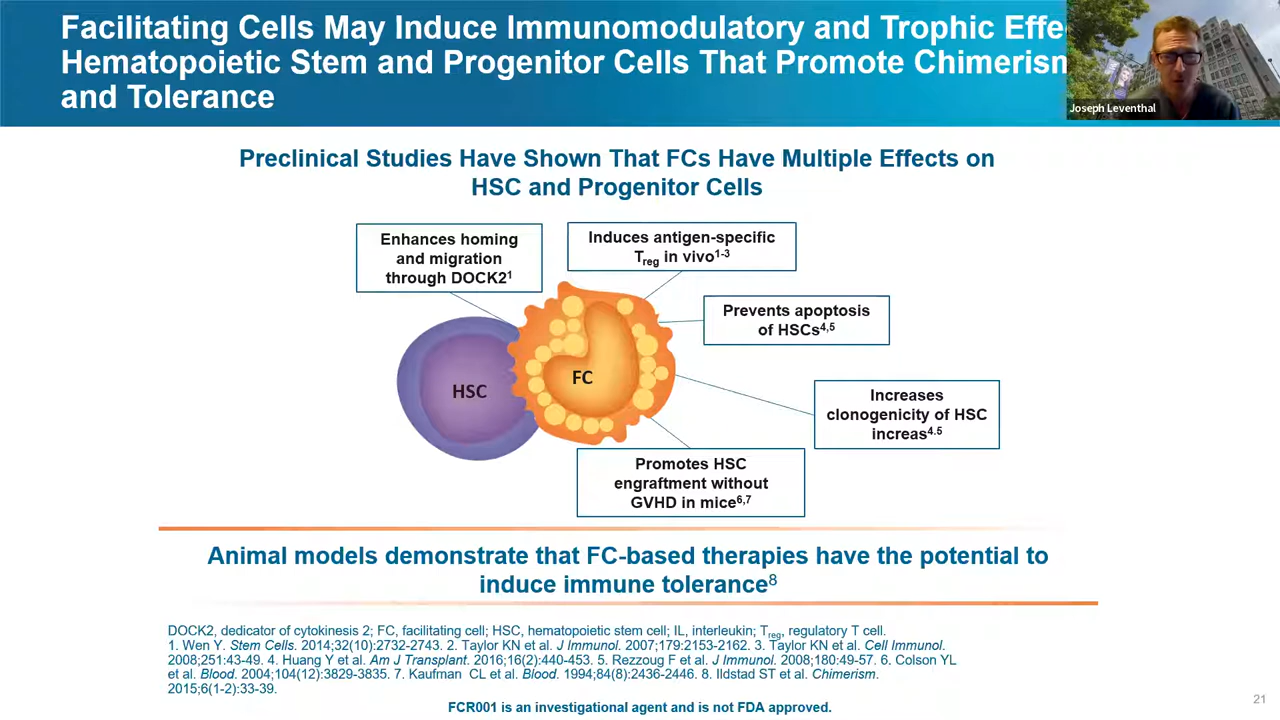 Facilitating Cells May Induce Immunomodulatory and Trophic
Hematopoietic Stem and Progenitor Cells That Promote
and Tolerance
Joseph Leventhal
Preclinical Studies Have Shown That FCs Have Multiple Effects on
HSC and Progenitor Cells
Enhances homing
and migration
through DOCK2¹
Induces antigen-specific
Treg in vivo¹⁻³
Prevents apoptosis
of HSCs⁴,⁵
HSC
FC
Increases
clonogenicity of HSC
increas⁴·⁵
Promotes HSC
engraftment without
GVHD in mice⁶,⁷
Animal models demonstrate that FC-based therapies have the potential to
induce immune tolerance⁸
DOCK2, dedicator of cytokinesis 2; FC, facilitating cell; HSC, hematopoietic stem cell; IL, interleukin; Treg, regulatory T cell.
1. Wen Y. Stem Cells. 2014;32(10):2732-2743. 2. Taylor KN et al. J Immunol. 2007;179:2153-2162. 3. Taylor KN et al. Cell Immunol.
2008;251:43-49. 4. Huang Y et al. Am J Transplant. 2016;16(2):440-453. 5. Rezzoug F et al. J Immunol. 2008;180:49-57. 6. Colson YL
et al. Blood. 2004;104(12):3829-3835. 7. Kaufman CL et al. Blood. 1994;84(8):2436-2446. 8. Ildstad ST et al. Chimerism.
2015;6(1-2):33-39.
FCR001 is an investigational agent and is not FDA approved.
21